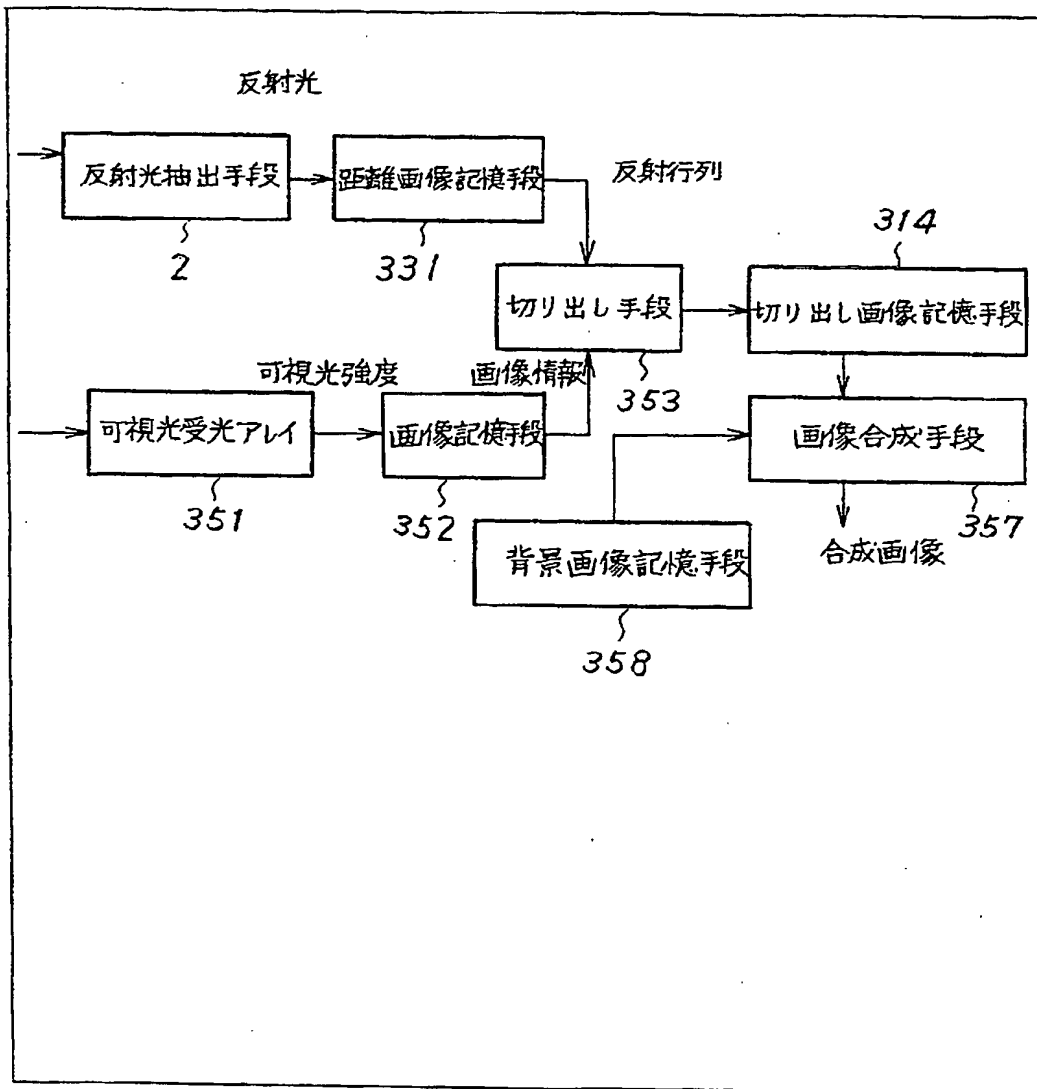 反射光
反射光抽出手段
2
距離画像記憶手段
331
反射行列
切り出し手段
353
314
切り出し画像記憶手段
可視光受光アレイ
351
可視光強度
画像記憶手段
352
画像情報
画像合成手段
357
合成画像
背景画像記憶手段
358